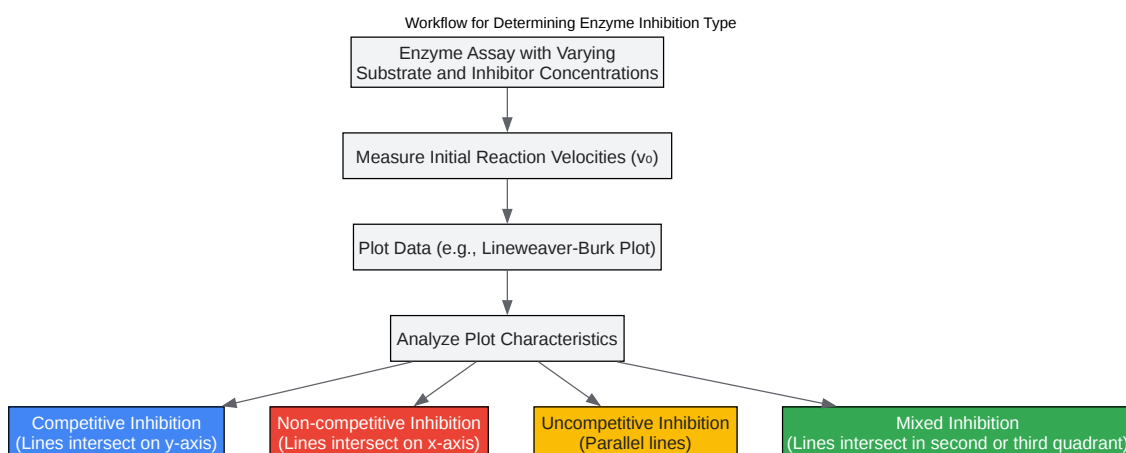 Workflow for Determining Enzyme Inhibition Type
Enzyme Assay with Varying
Substrate and Inhibitor Concentrations
Measure Initial Reaction Velocities (v₀)
Plot Data (e.g., Lineweaver-Burk Plot)
Analyze Plot Characteristics
Competitive Inhibition
(Lines intersect on y-axis)
Non-competitive Inhibition
(Lines intersect on x-axis)
Uncompetitive Inhibition
(Parallel lines)
Mixed Inhibition
(Lines intersect in second or third quadrant)